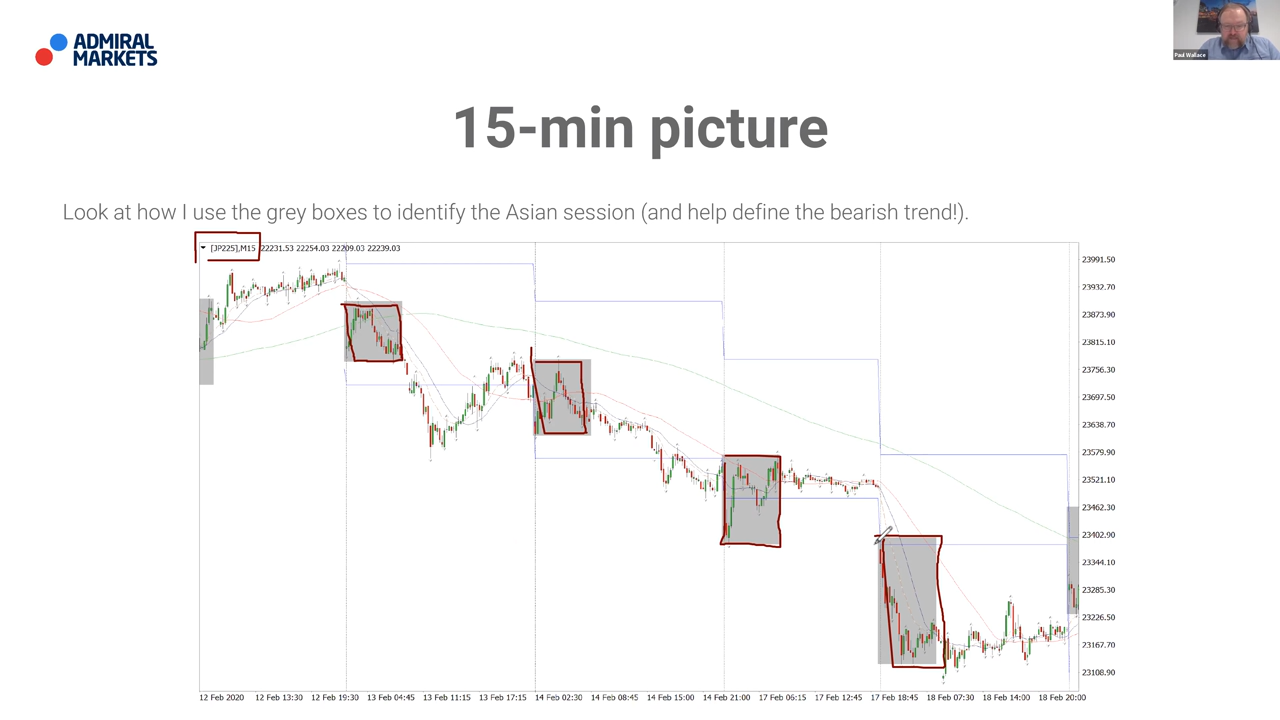 ADMIRAL
MARKETS
Paul Wallace
15-min picture
Look at how I use the grey boxes to identify the Asian session (and help define the bearish trend!).
[JP225],M15 22231.53 22254.03 22209.03 22239.03
23991.50
23932.70
23873.90
23815.10
23756.30
23697.50
23638.70
23579.90
23521.10
23462.30
23402.90
23344.10
23285.30
23226.50
23167.70
23108.90
12 Feb 2020 12 Feb 13:30 12 Feb 19:30 13 Feb 04:45 13 Feb 11:15 13 Feb 17:15 14 Feb 02:30 14 Feb 08:45 14 Feb 15:00 14 Feb 21:00 17 Feb 06:15 17 Feb 12:45 17 Feb 18:45 18 Feb 07:30 18 Feb 14:00 18 Feb 20:00